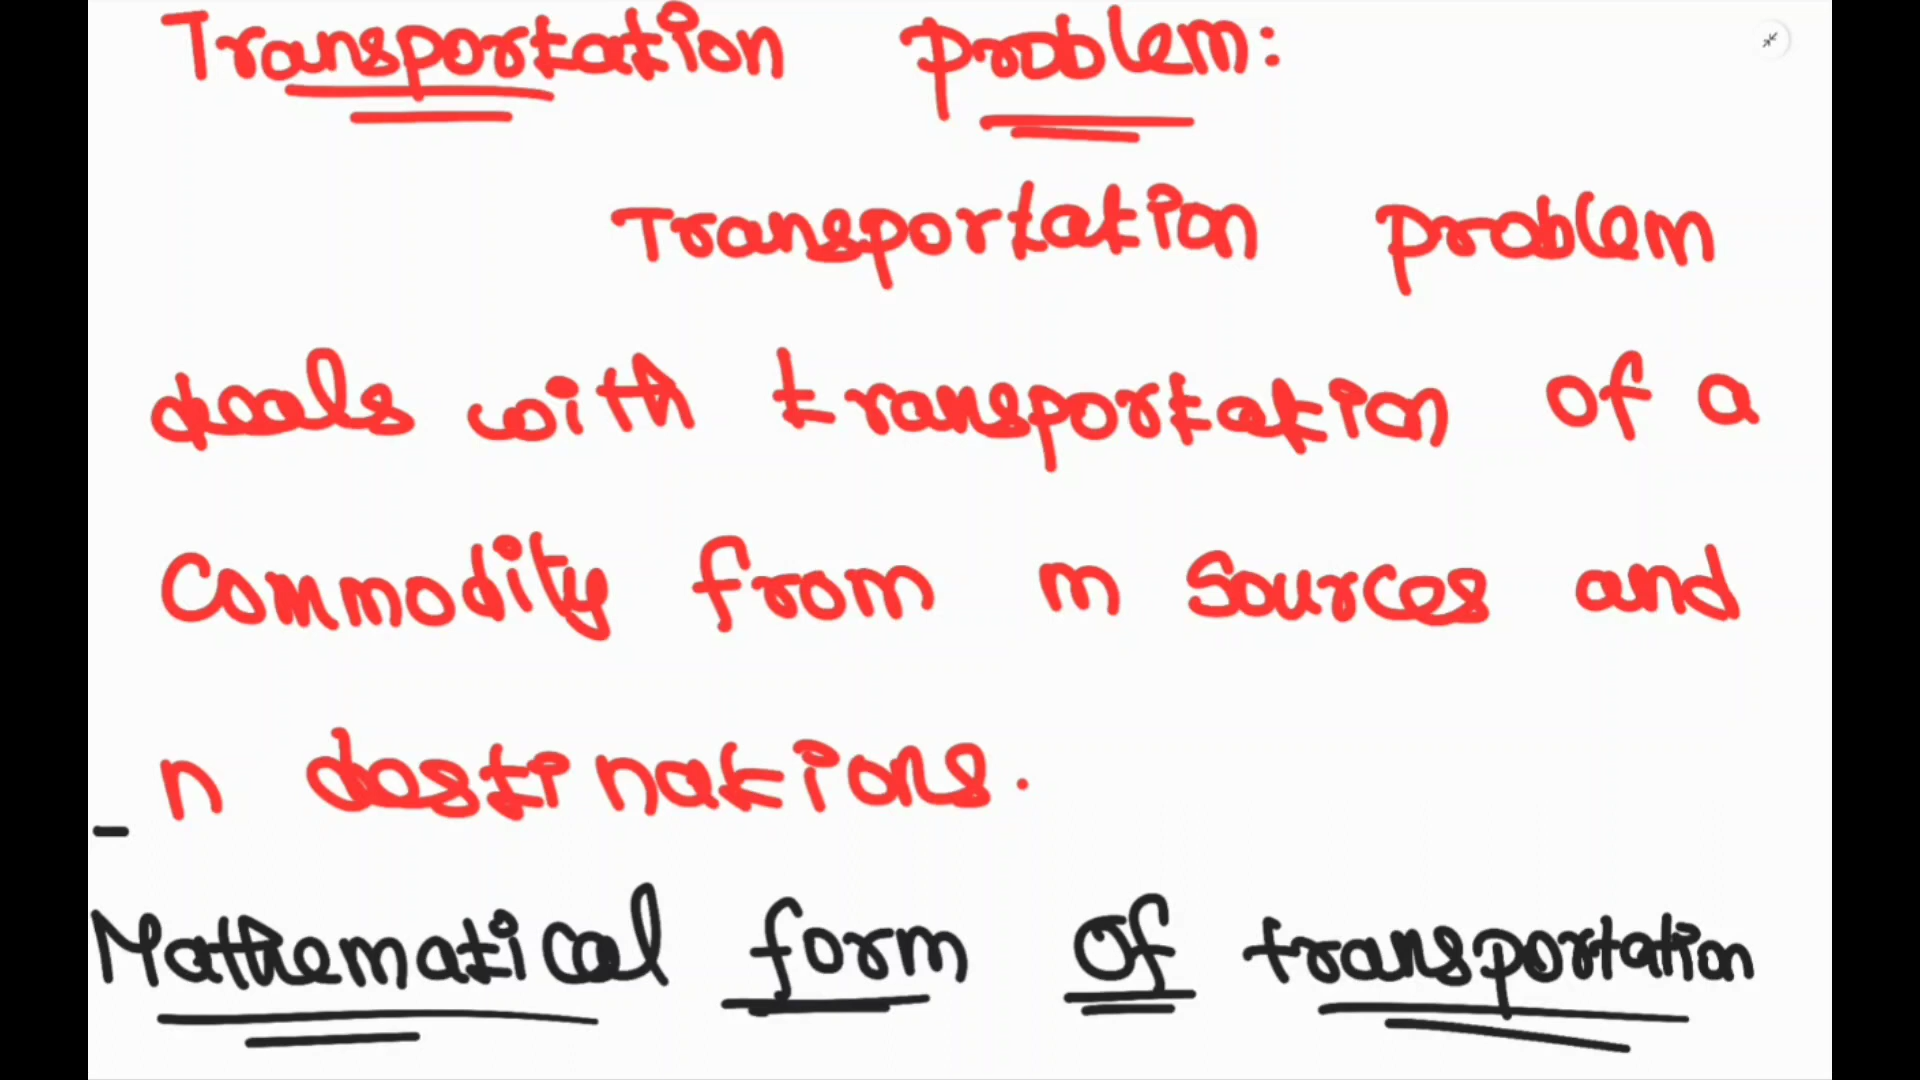 Transportation problem:
Transportation problem
deals with transportation of a
Commodity from m sources and
n destinations.
Mathematical form Of transportation